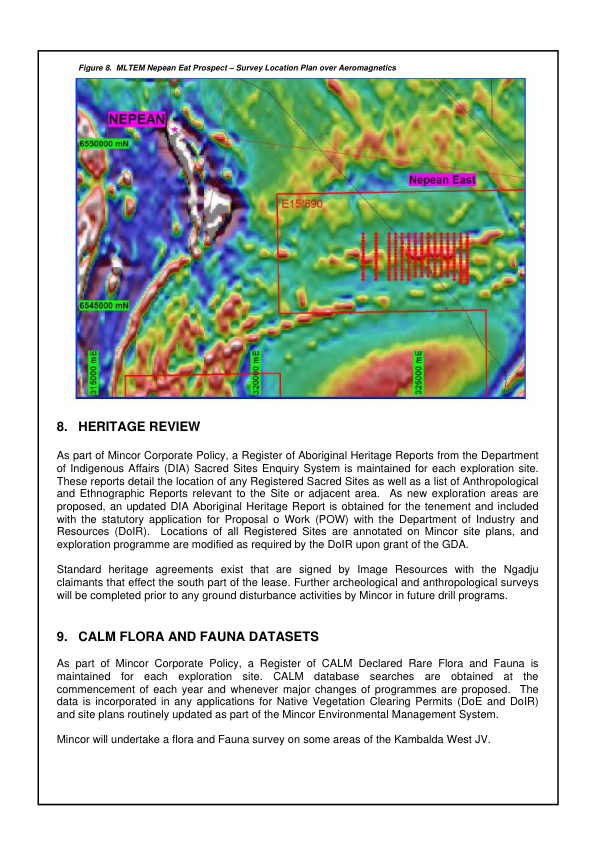 Figure 8. MLTEM Nepean Eat Prospect – Survey Location Plan over Aeromagnetics
NEPEAN
6550000 mN
Nepean East
E15/890
6545000 mN
315000 mE
320000 mE
325000 mE
8. HERITAGE REVIEW
As part of Mincor Corporate Policy, a Register of Aboriginal Heritage Reports from the Department
of Indigenous Affairs (DIA) Sacred Sites Enquiry System is maintained for each exploration site.
These reports detail the location of any Registered Sacred Sites as well as a list of Anthropological
and Ethnographic Reports relevant to the Site or adjacent area. As new exploration areas are
proposed, an updated DIA Aboriginal Heritage Report is obtained for the tenement and included
with the statutory application for Proposal o Work (POW) with the Department of Industry and
Resources (DoIR). Locations of all Registered Sites are annotated on Mincor site plans, and
exploration programme are modified as required by the DoIR upon grant of the GDA.
Standard heritage agreements exist that are signed by Image Resources with the Ngadju
claimants that effect the south part of the lease. Further archeological and anthropological surveys
will be completed prior to any ground disturbance activities by Mincor in future drill programs.
9. CALM FLORA AND FAUNA DATASETS
As part of Mincor Corporate Policy, a Register of CALM Declared Rare Flora and Fauna is
maintained for each exploration site. CALM database searches are obtained at the
commencement of each year and whenever major changes of programmes are proposed. The
data is incorporated in any applications for Native Vegetation Clearing Permits (DoE and DoIR)
and site plans routinely updated as part of the Mincor Environmental Management System.
Mincor will undertake a flora and Fauna survey on some areas of the Kambalda West JV.